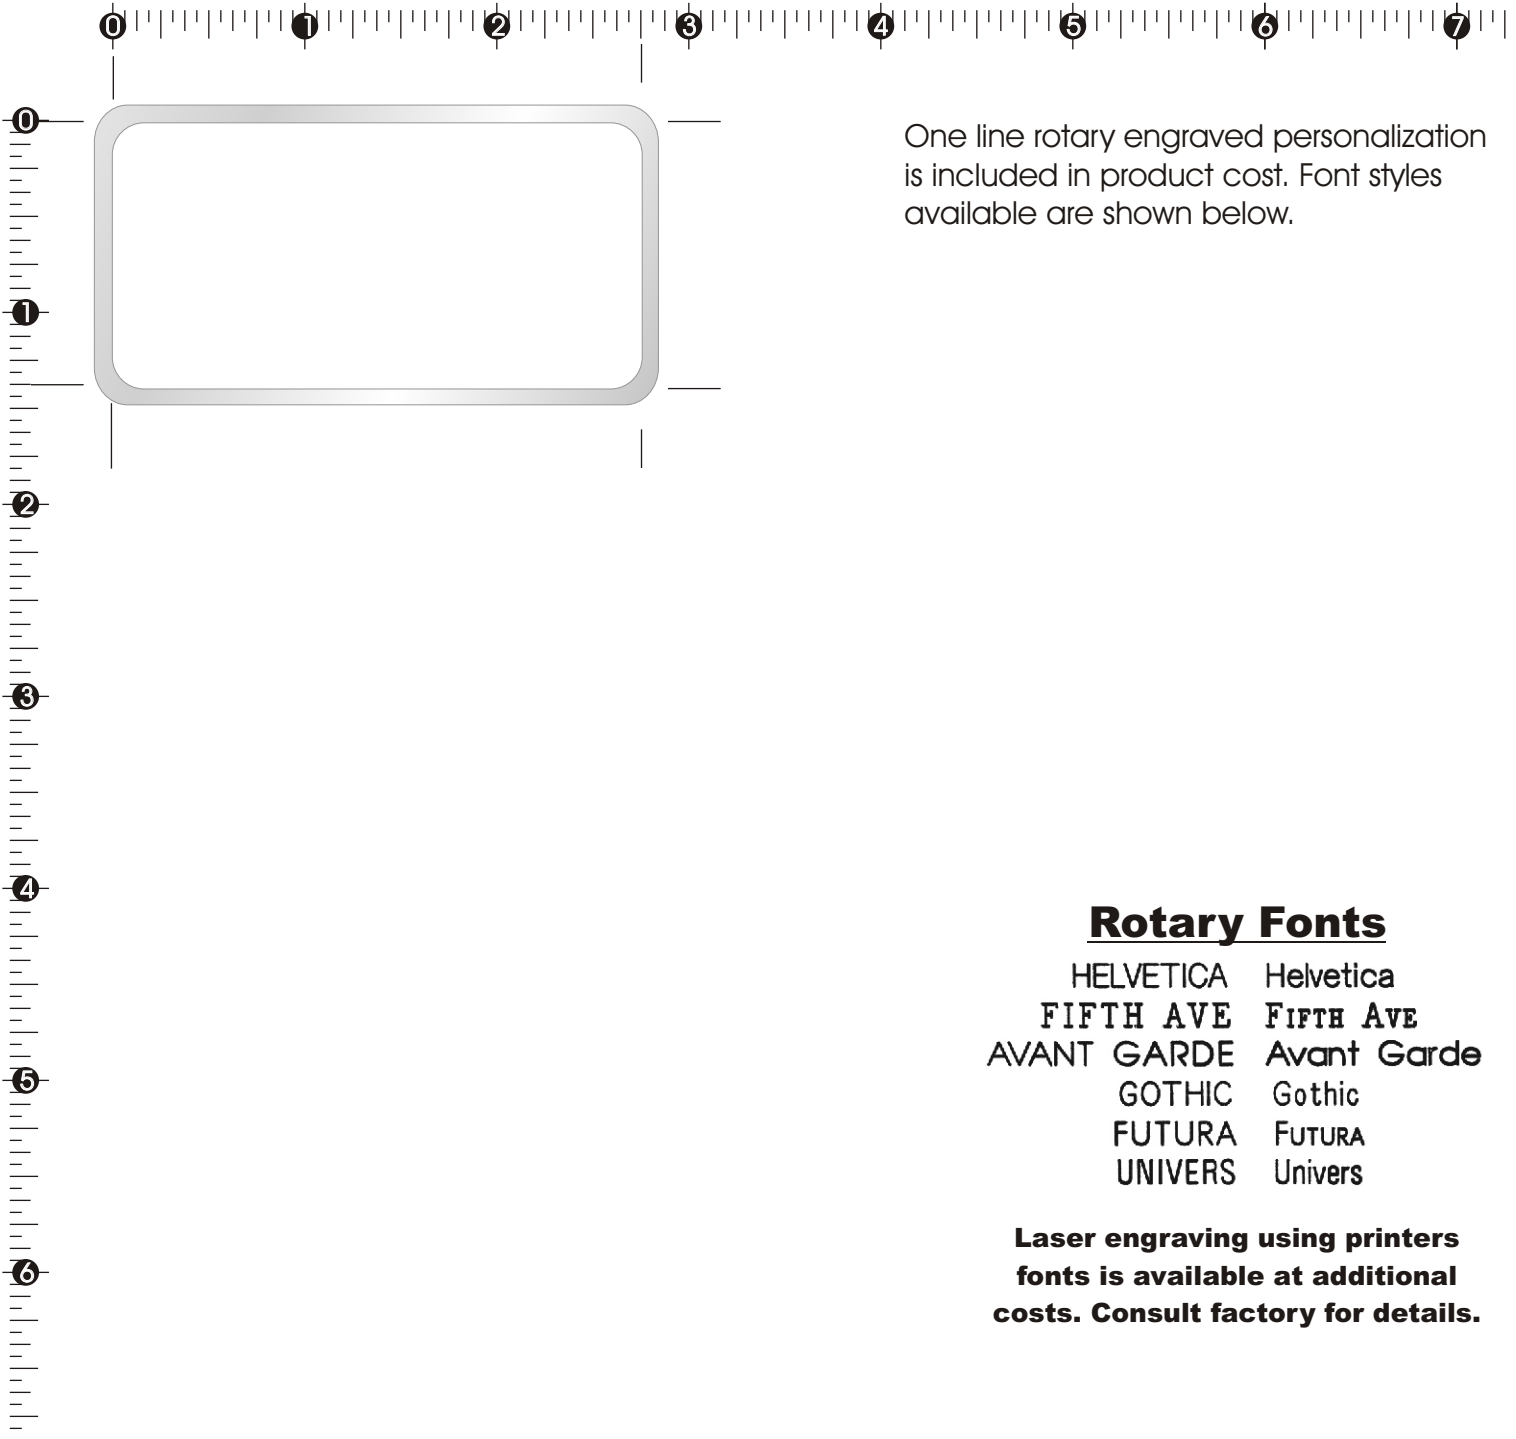 0 1 2 3 4 5 6 7
0
1
2
3
4
5
6
One line rotary engraved personalization
is included in product cost. Font styles
available are shown below.
Rotary Fonts
HELVETICA Helvetica
FIFTH AVE FIFTH AVE
AVANT GARDE Avant Garde
GOTHIC Gothic
FUTURA FUTURA
UNIVERS Univers
Laser engraving using printers
fonts is available at additional
costs. Consult factory for details.